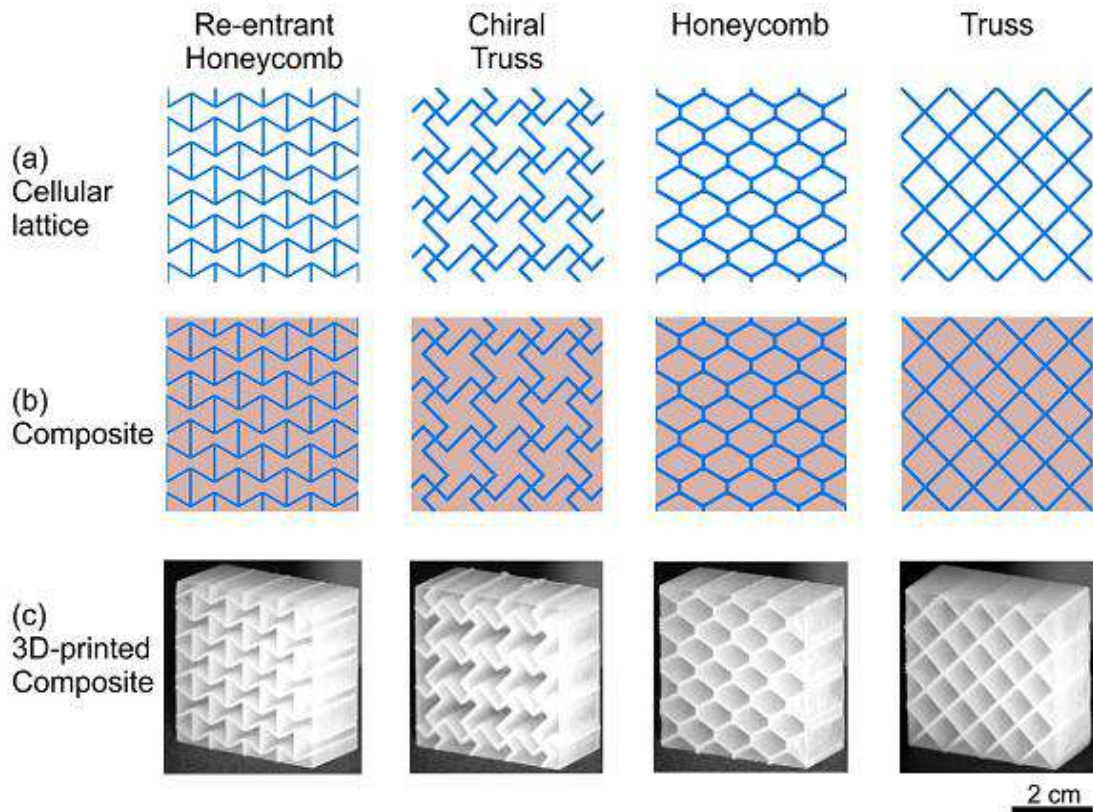 Re-entrant
Honeycomb
Chiral
Truss
Honeycomb
Truss
(a)
Cellular
lattice
(b)
Composite
(c)
3D-printed
Composite
2 cm